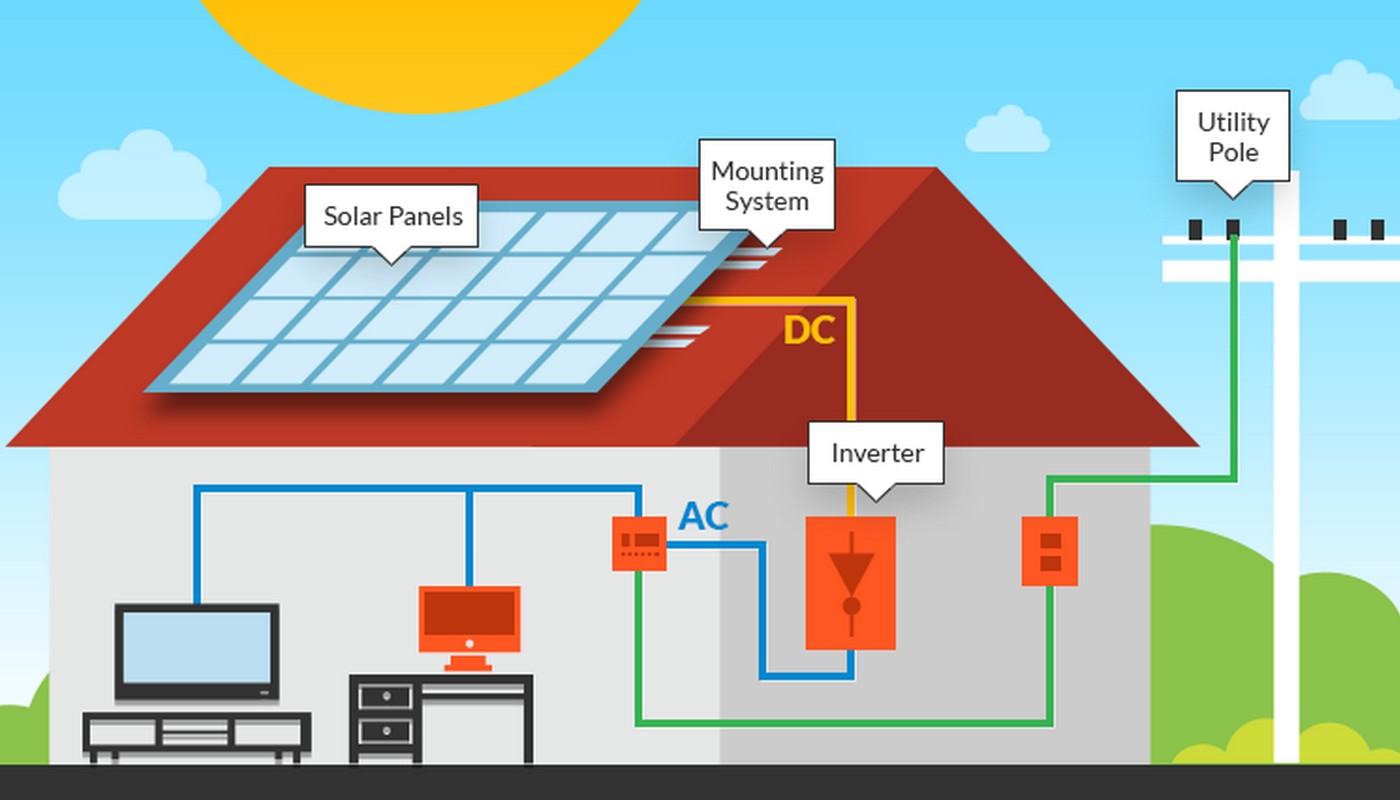 Solar Panels
Mounting
System
Utility
Pole
DC
Inverter
AC